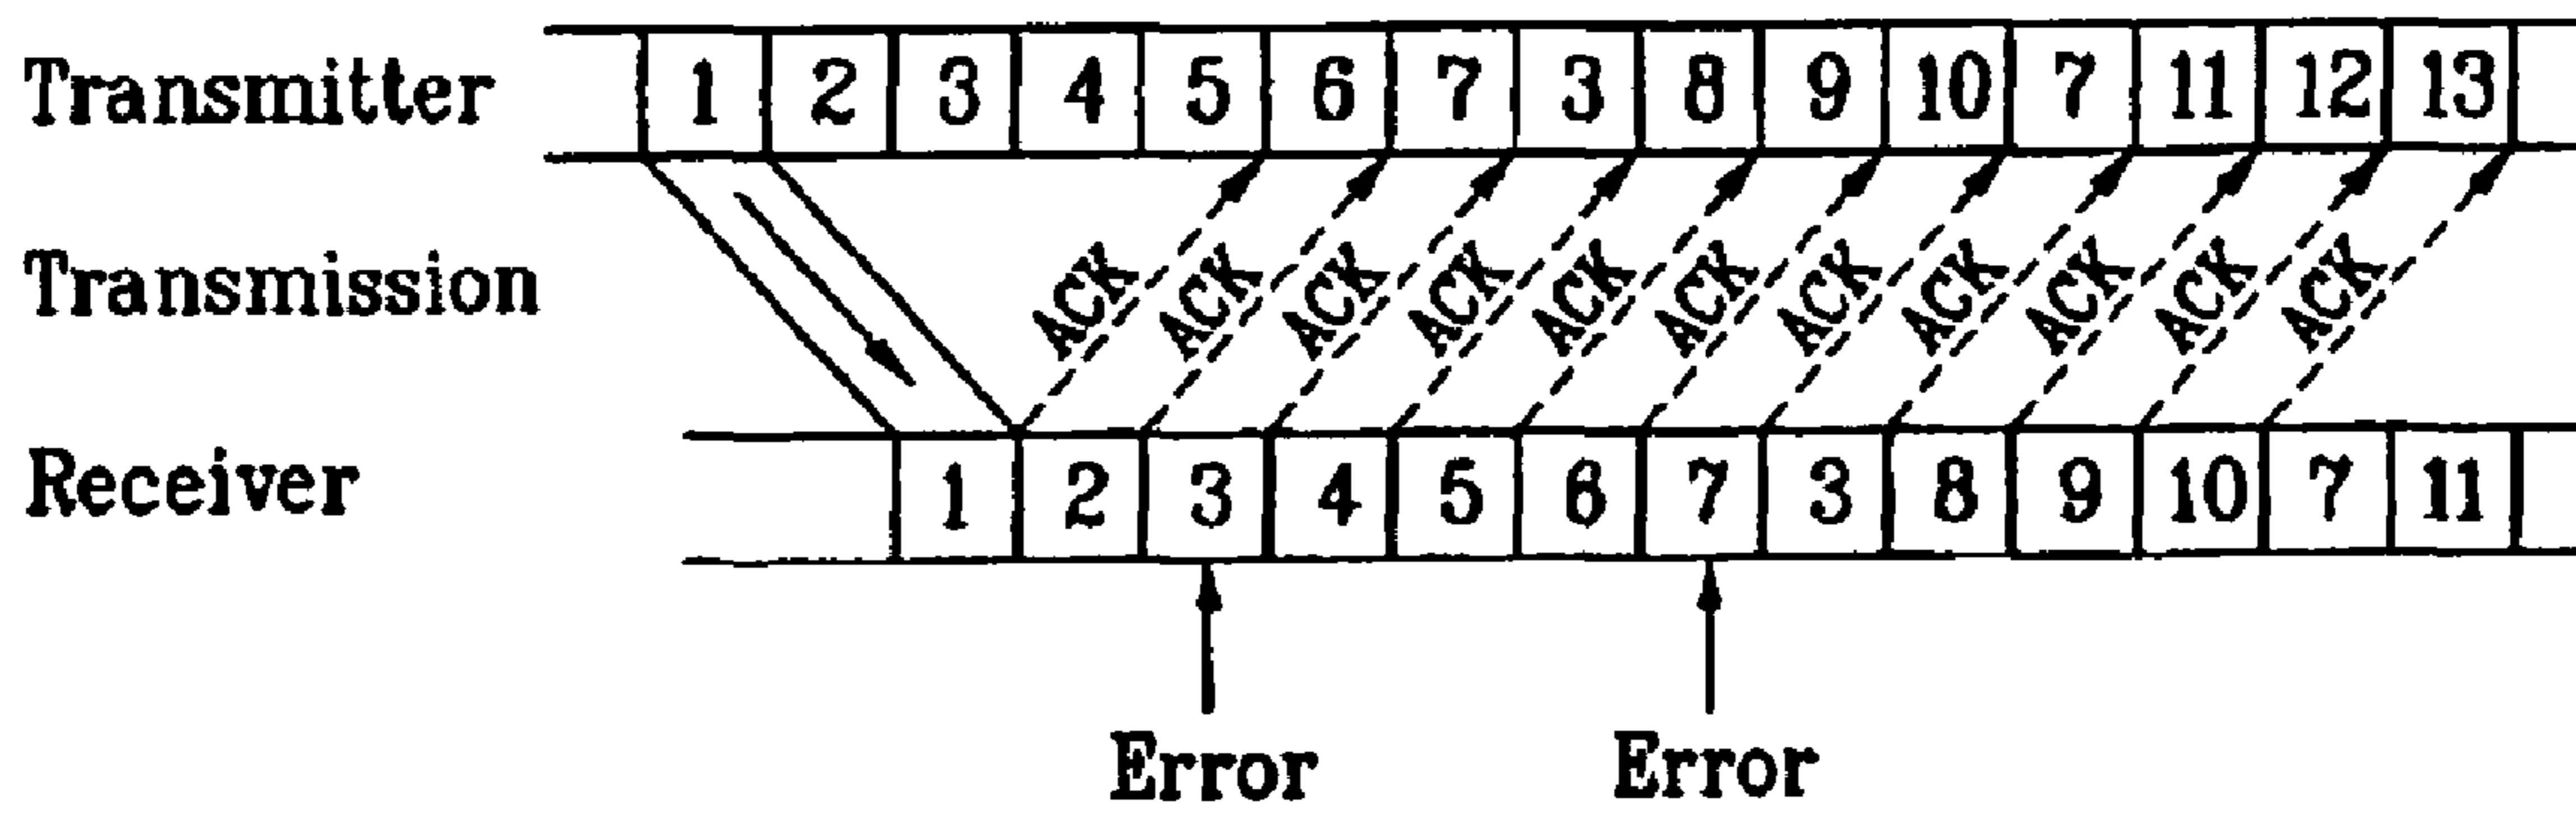 Transmitter 1 2 3 4 5 6 7 3 8 9 10 7 11 12 13
Transmission ACK ACK ACK ACK ACK ACK ACK ACK ACK ACK ACK
Receiver 1 2 3 4 5 6 7 3 8 9 10 7 11
Error Error